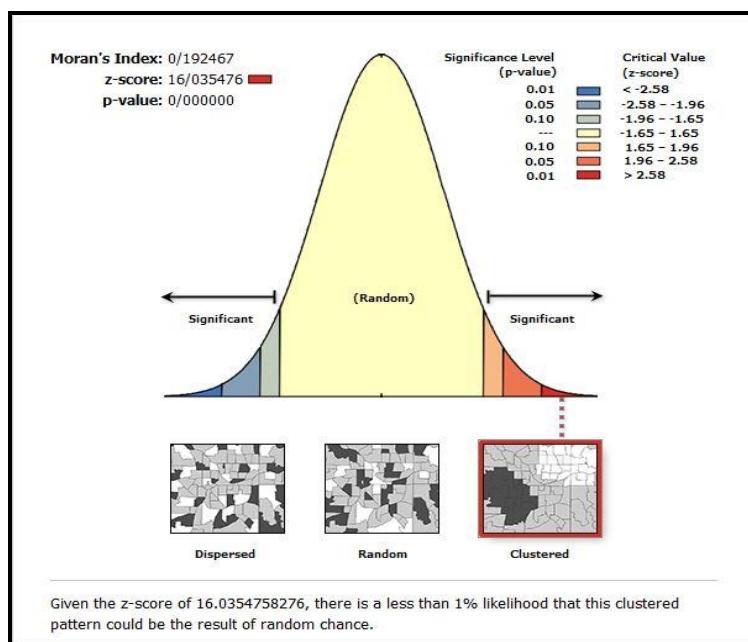 Moran's Index: 0/192467
z-score: 16/035476
p-value: 0/000000
Significance Level
(p-value)
Critical Value
(z-score)
0.01 < -2.58
0.05 -2.58 – -1.96
0.10 -1.96 – -1.65
--- -1.65 – 1.65
0.10 1.65 – 1.96
0.05 1.96 – 2.58
0.01 > 2.58
Significant
(Random)
Significant
Dispersed
Random
Clustered
Given the z-score of 16.0354758276, there is a less than 1% likelihood that this clustered
pattern could be the result of random chance.